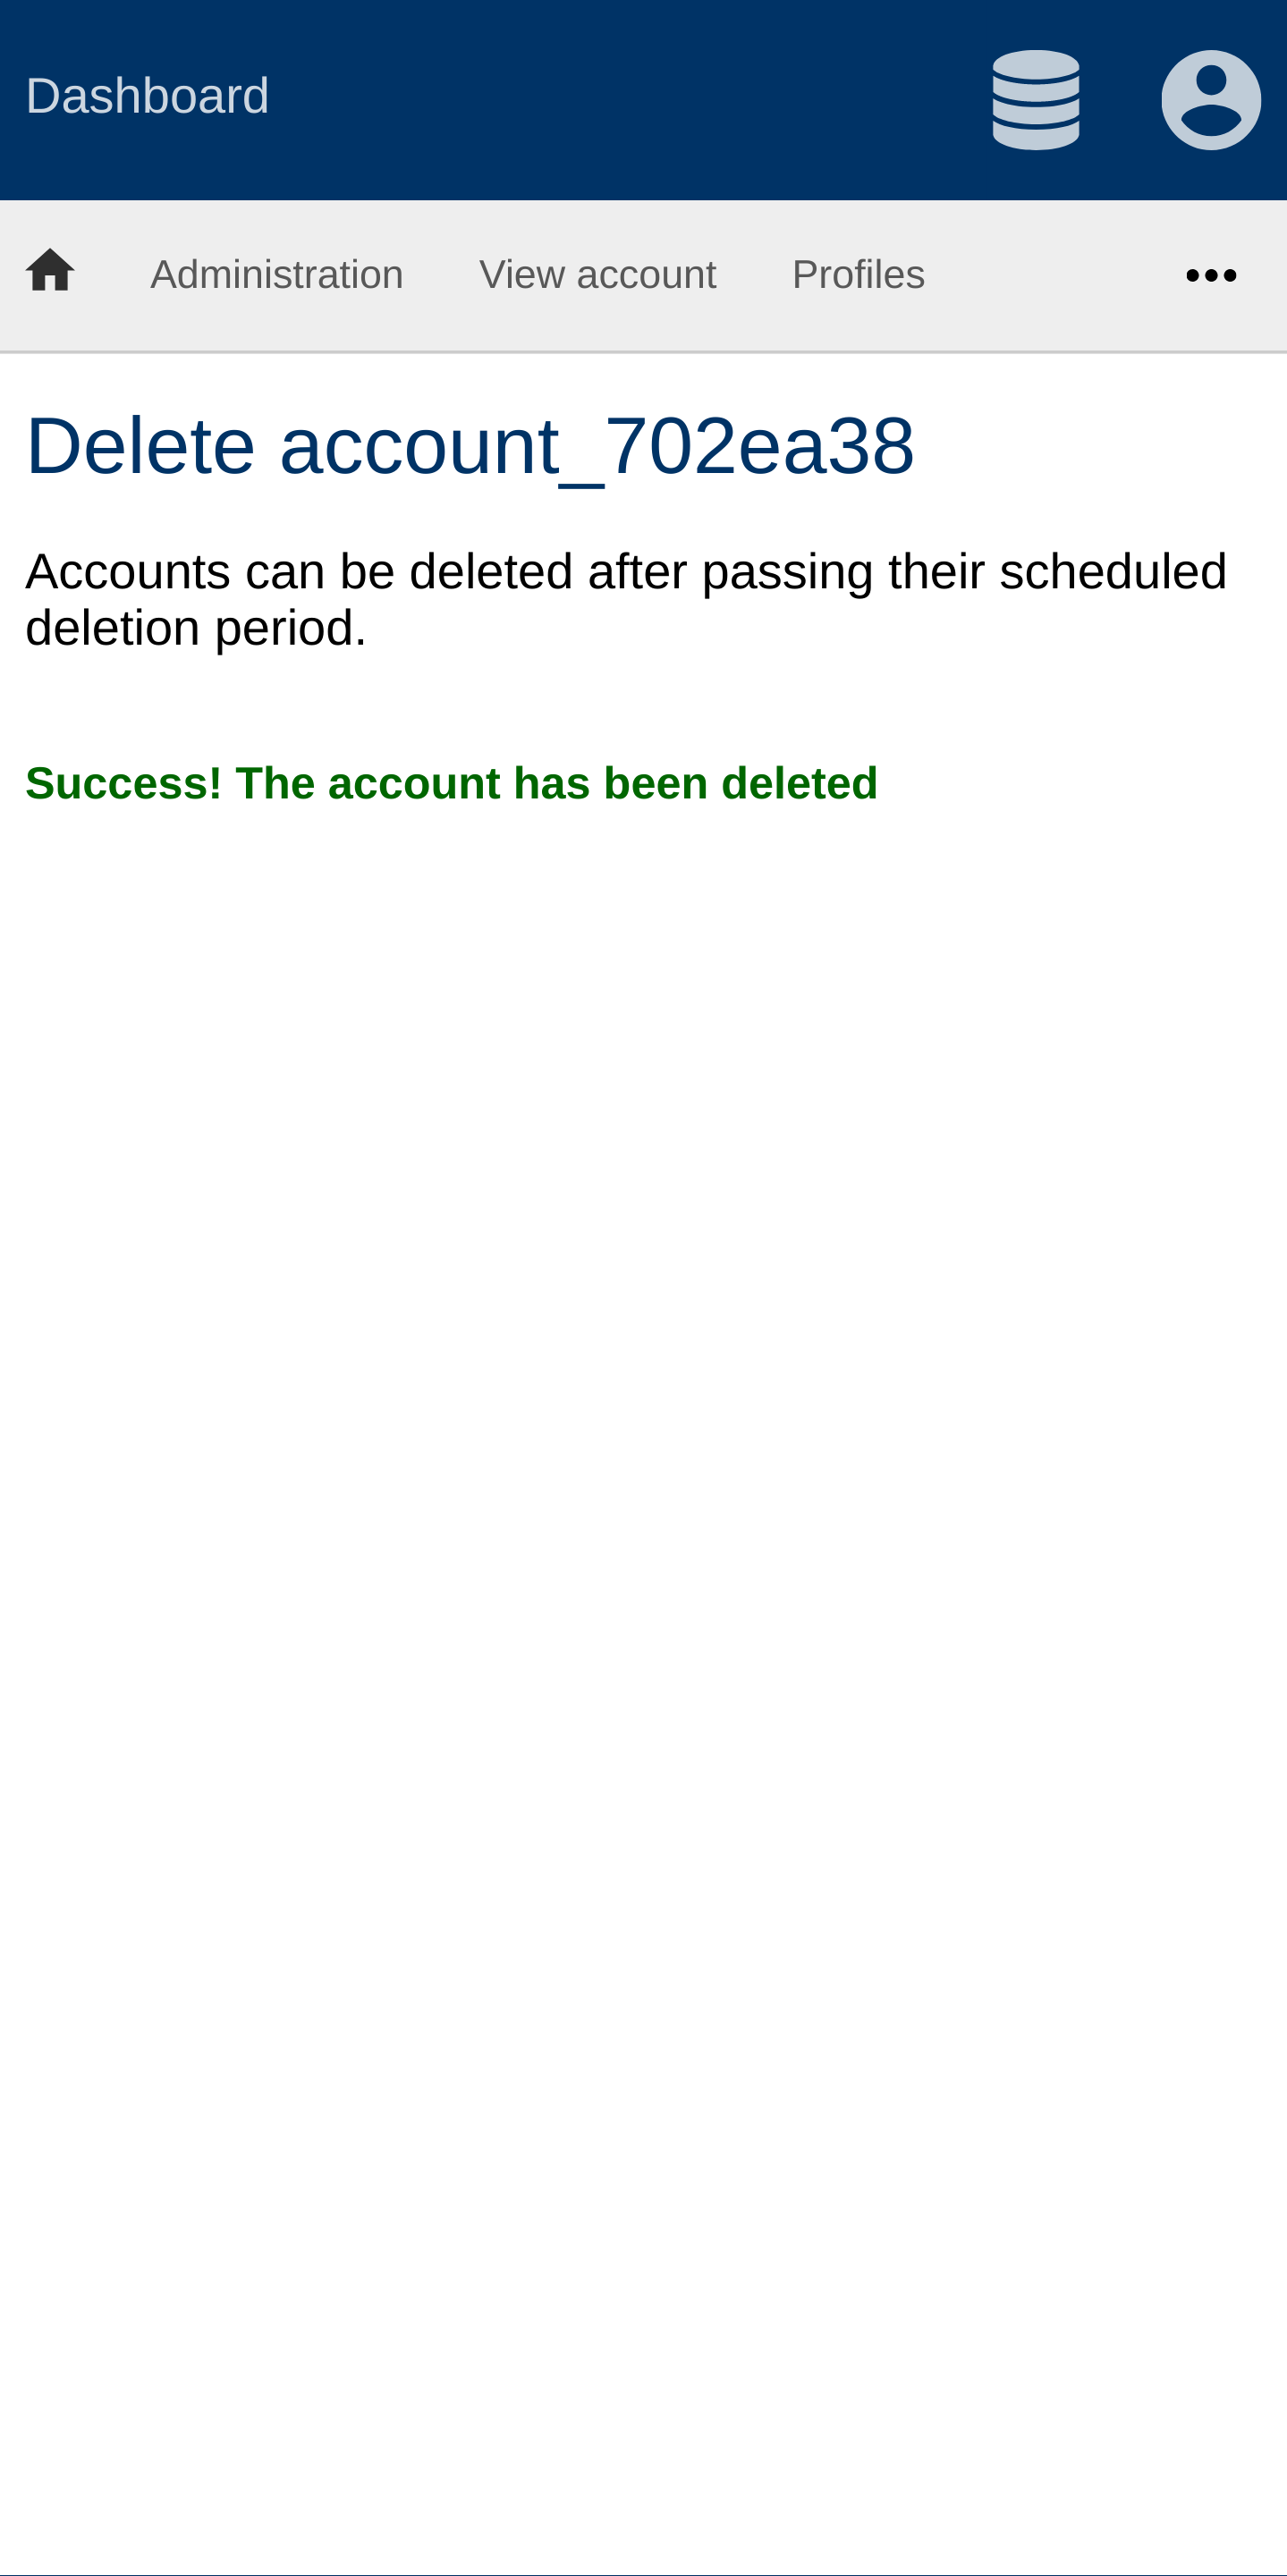 Dashboard
Administration View account Profiles
Delete account_702ea38
Accounts can be deleted after passing their scheduled
deletion period.
Success! The account has been deleted